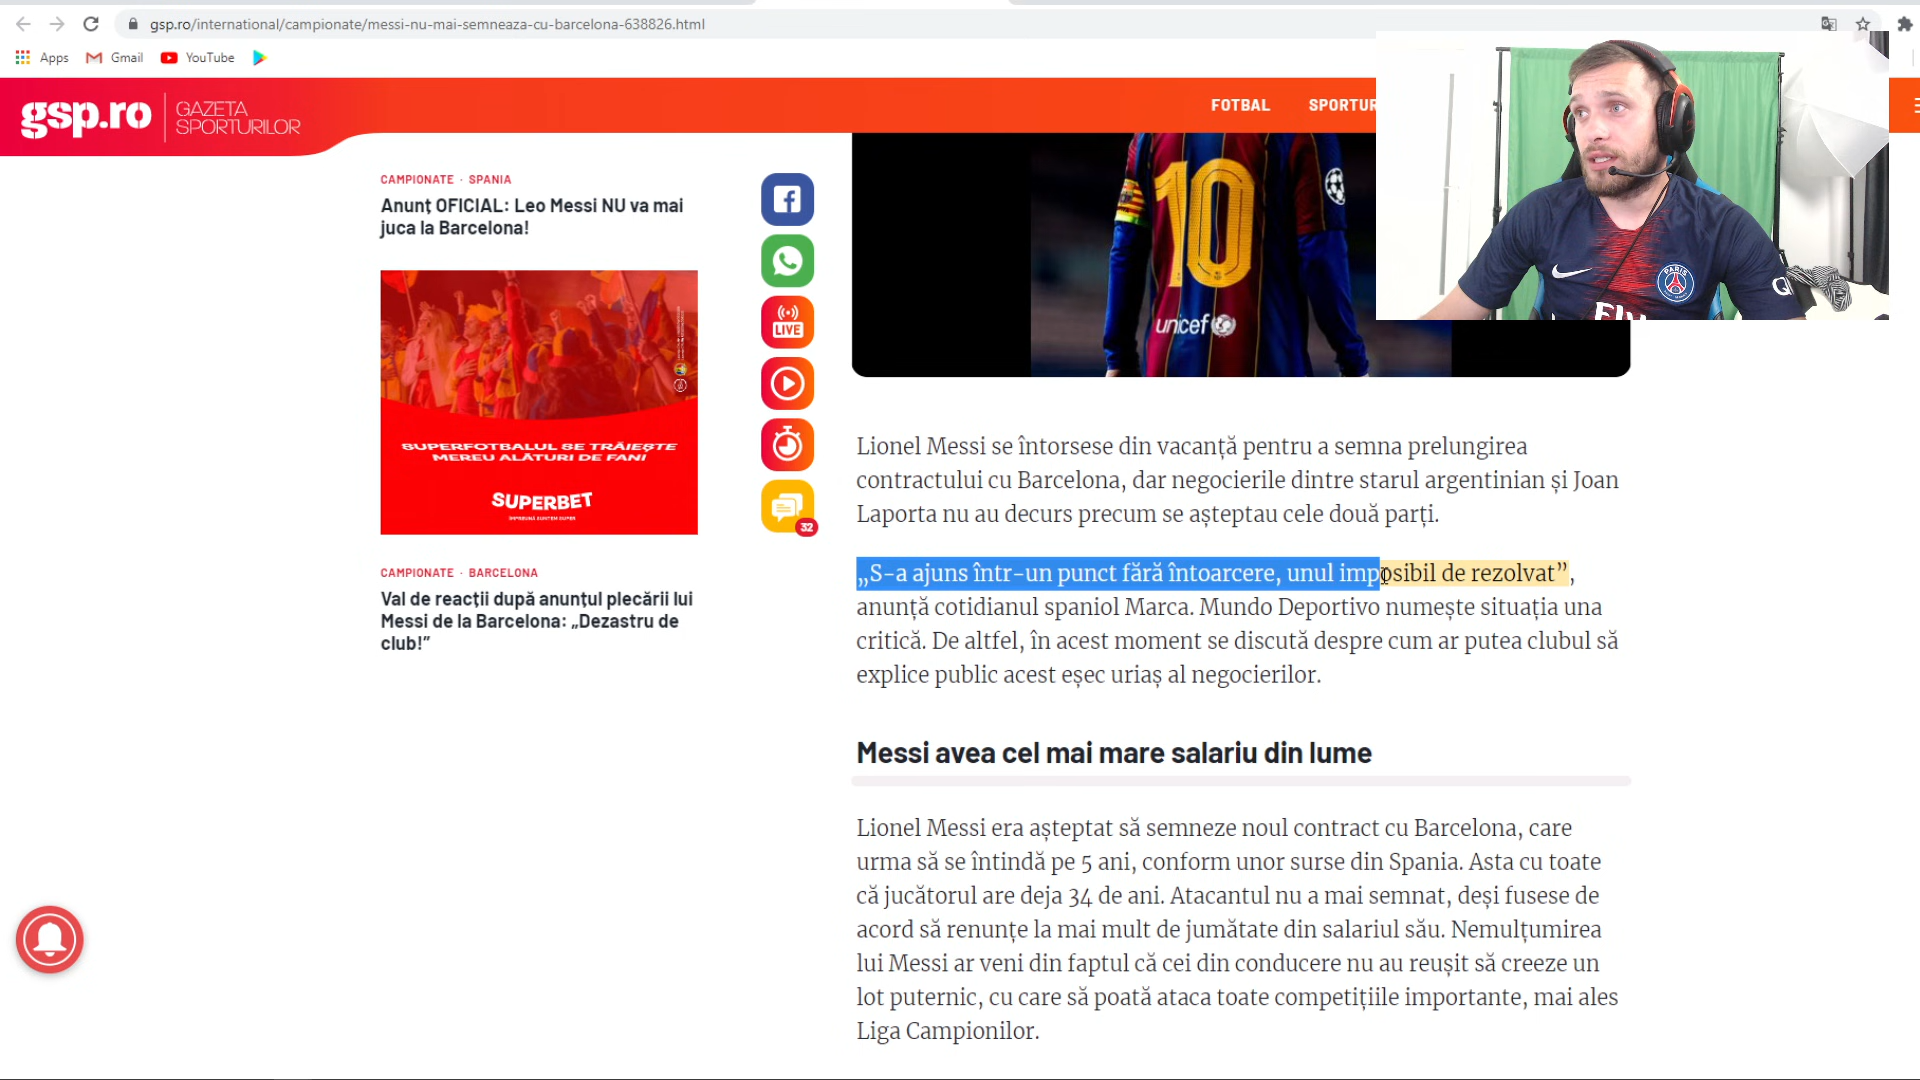 gsp.ro/international/campionate/messi-nu-mai-semneaza-cu-barcelona-638826.html
Apps
Gmail
YouTube
gsp.ro
GAZETA
SPORTURILOR
FOTBAL
SPORTUR
CAMPIONATE · SPANIA
Anunț OFICIAL: Leo Messi NU va mai
juca la Barcelona!
SUPERFOTBALUL SE TRĂIEȘTE
MEREU ALĂTURI DE FANI
SUPERBET
ÎMPREUNĂ SUNTEM SUPER
LIVE
32
CAMPIONATE · BARCELONA
Val de reacții după anunțul plecării lui
Messi de la Barcelona: „Dezastru de
club!”
10
unicef
PARIS
Lionel Messi se întorsese din vacanță pentru a semna prelungirea
contractului cu Barcelona, dar negocierile dintre starul argentinian și Joan
Laporta nu au decurs precum se așteptau cele două parți.
„S-a ajuns într-un punct fără întoarcere, unul imposibil de rezolvat”,
anunță cotidianul spaniol Marca. Mundo Deportivo numește situația una
critică. De altfel, în acest moment se discută despre cum ar putea clubul să
explice public acest eșec uriaș al negocierilor.
Messi avea cel mai mare salariu din lume
Lionel Messi era așteptat să semneze noul contract cu Barcelona, care
urma să se întindă pe 5 ani, conform unor surse din Spania. Asta cu toate
că jucătorul are deja 34 de ani. Atacantul nu a mai semnat, deși fusese de
acord să renunțe la mai mult de jumătate din salariul său. Nemulțumirea
lui Messi ar veni din faptul că cei din conducere nu au reușit să creeze un
lot puternic, cu care să poată ataca toate competițiile importante, mai ales
Liga Campionilor.